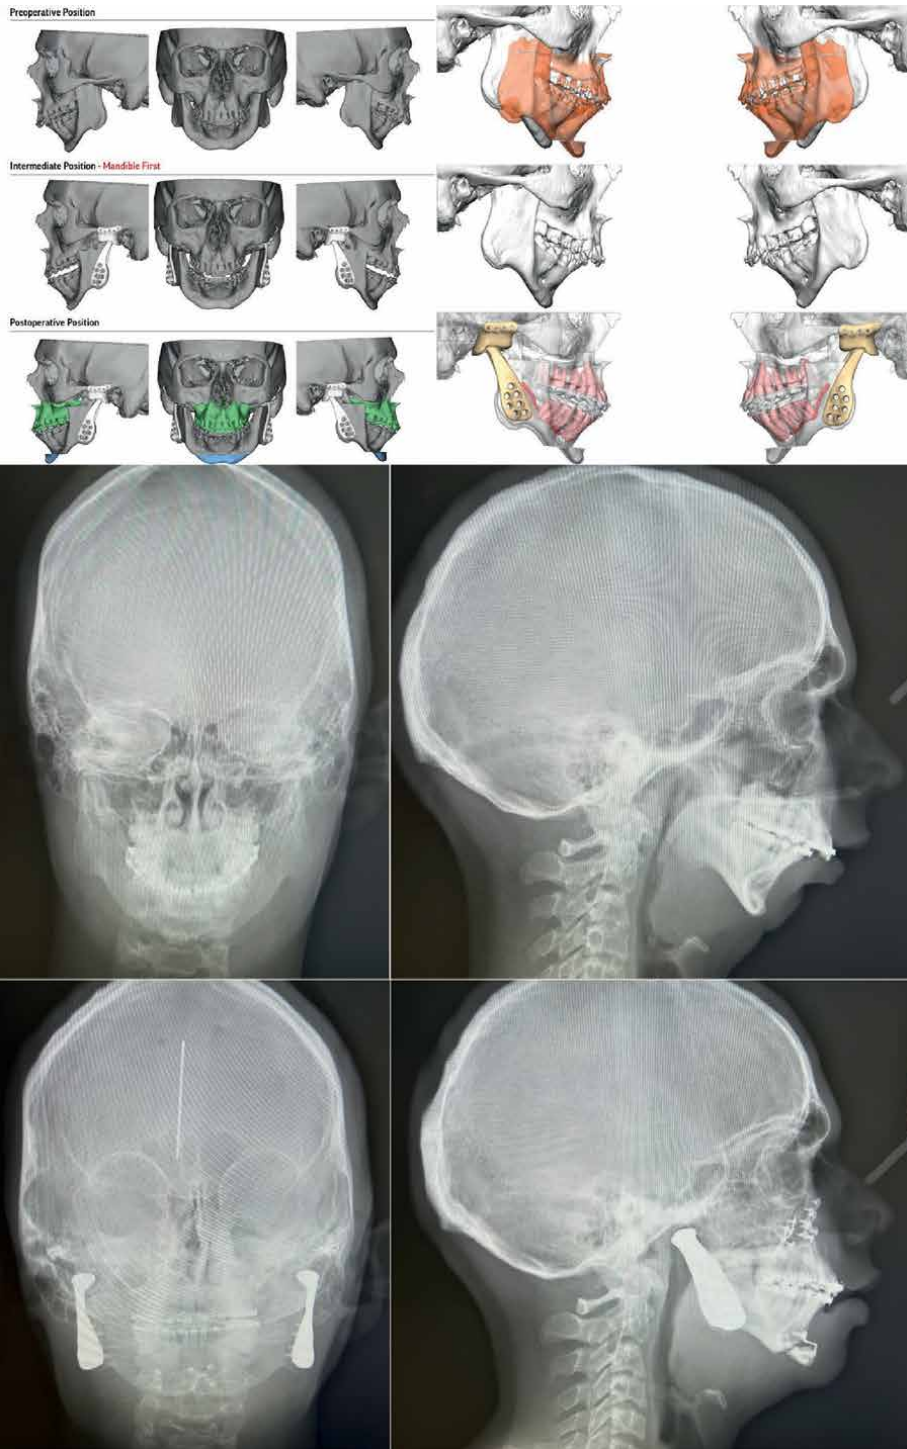 Preoperative Position
Intermediate Position - Mandible First
Postoperative Position